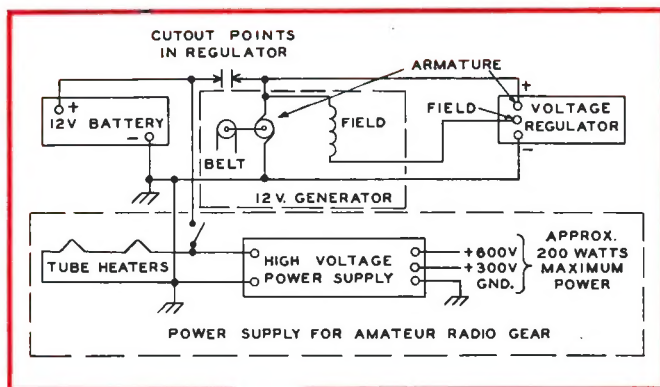 CUTOUT POINTS
IN REGULATOR
ARMATURE
+
12V BATTERY
-
BELT
FIELD
12 V. GENERATOR
FIELD
+
VOLTAGE
REGULATOR
-
TUBE HEATERS
HIGH VOLTAGE
POWER SUPPLY
+600V
+300V
GND.
APPROX.
200 WATTS
MAXIMUM
POWER
POWER SUPPLY FOR AMATEUR RADIO GEAR